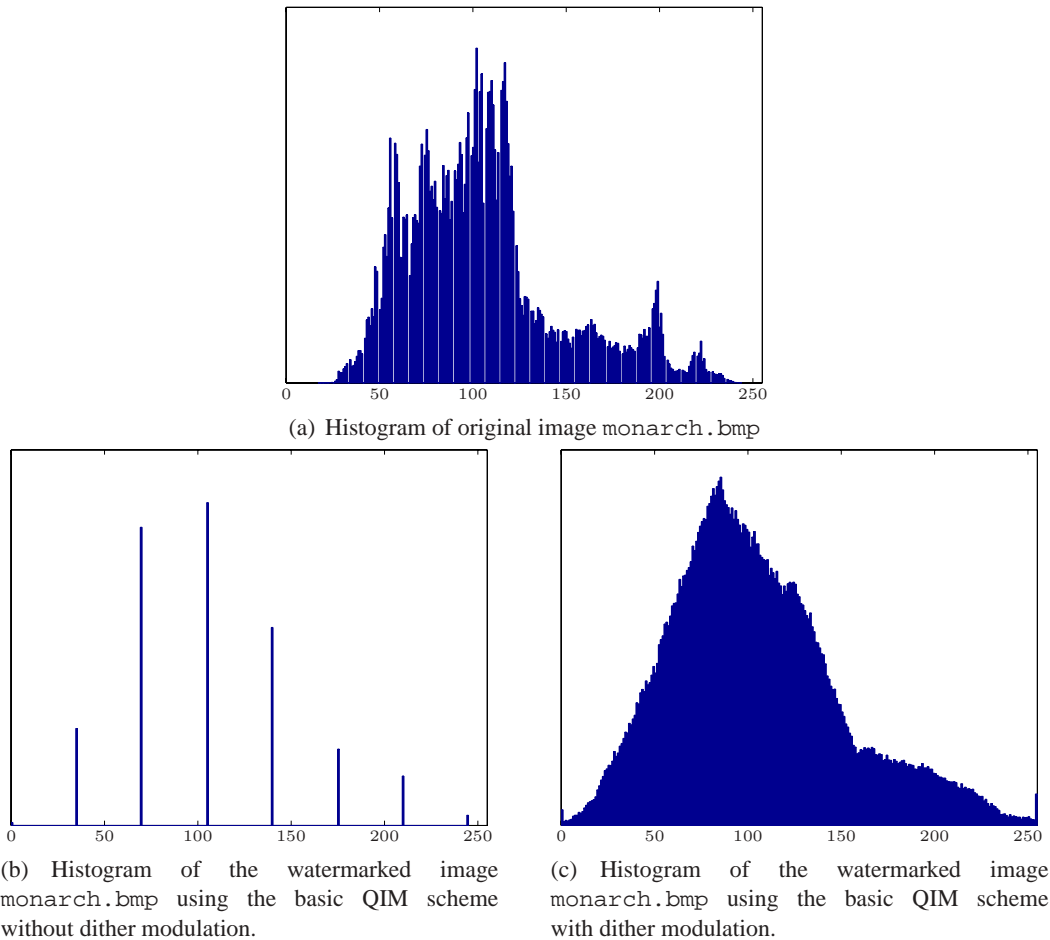 0 50 100 150 200 250
(a) Histogram of original image monarch.bmp
0 50 100 150 200 250
(b) Histogram of the watermarked image
monarch.bmp using the basic QIM scheme
without dither modulation.
0 50 100 150 200 250
(c) Histogram of the watermarked image
monarch.bmp using the basic QIM scheme
with dither modulation.